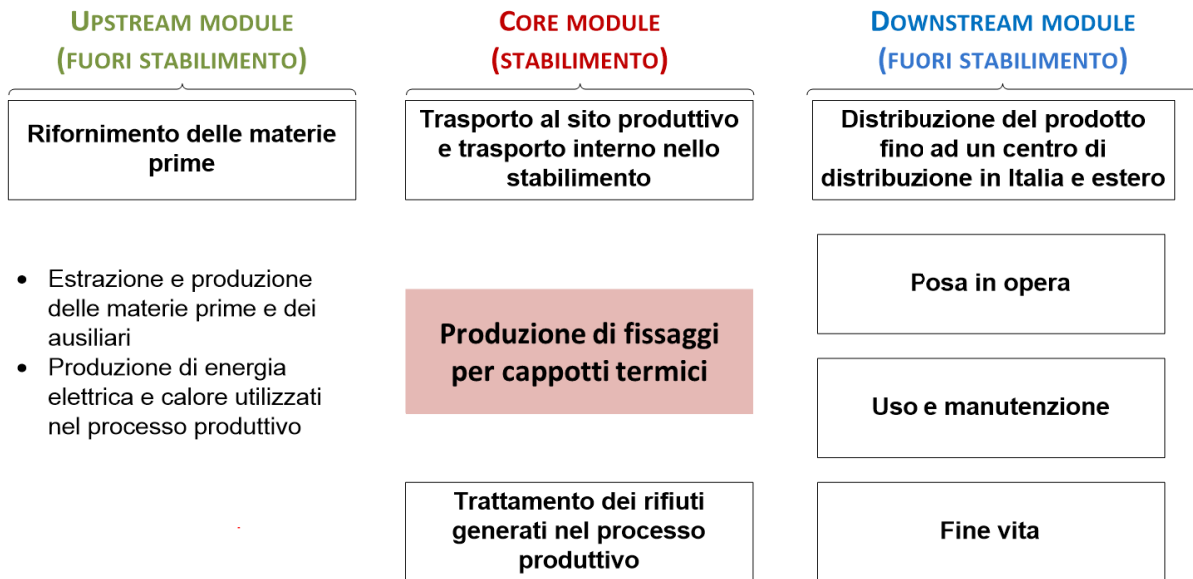 UPSTREAM MODULE
(FUORI STABILIMENTO)
Rifornimento delle materie
prime
• Estrazione e produzione
delle materie prime e dei
ausiliari
• Produzione di energia
elettrica e calore utilizzati
nel processo produttivo
CORE MODULE
(STABILIMENTO)
Trasporto al sito produttivo
e trasporto interno nello
stabilimento
Produzione di fissaggi
per cappotti termici
Trattamento dei rifiuti
generati nel processo
produttivo
DOWNSTREAM MODULE
(FUORI STABILIMENTO)
Distribuzione del prodotto
fino ad un centro di
distribuzione in Italia e estero
Posa in opera
Uso e manutenzione
Fine vita